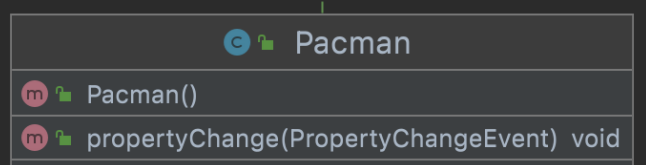 C Pacman
m Pacman()
m propertyChange(PropertyChangeEvent) void